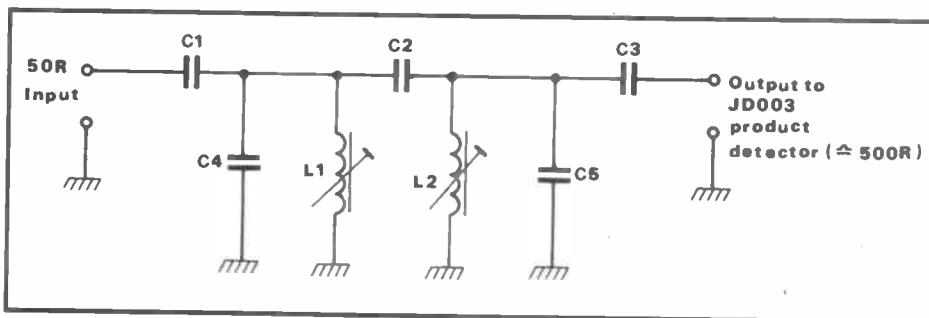 C1
C2
C3
50R
Input
Output to
JD003
product
detector (≏ 500R)
C4
L1
L2
C5